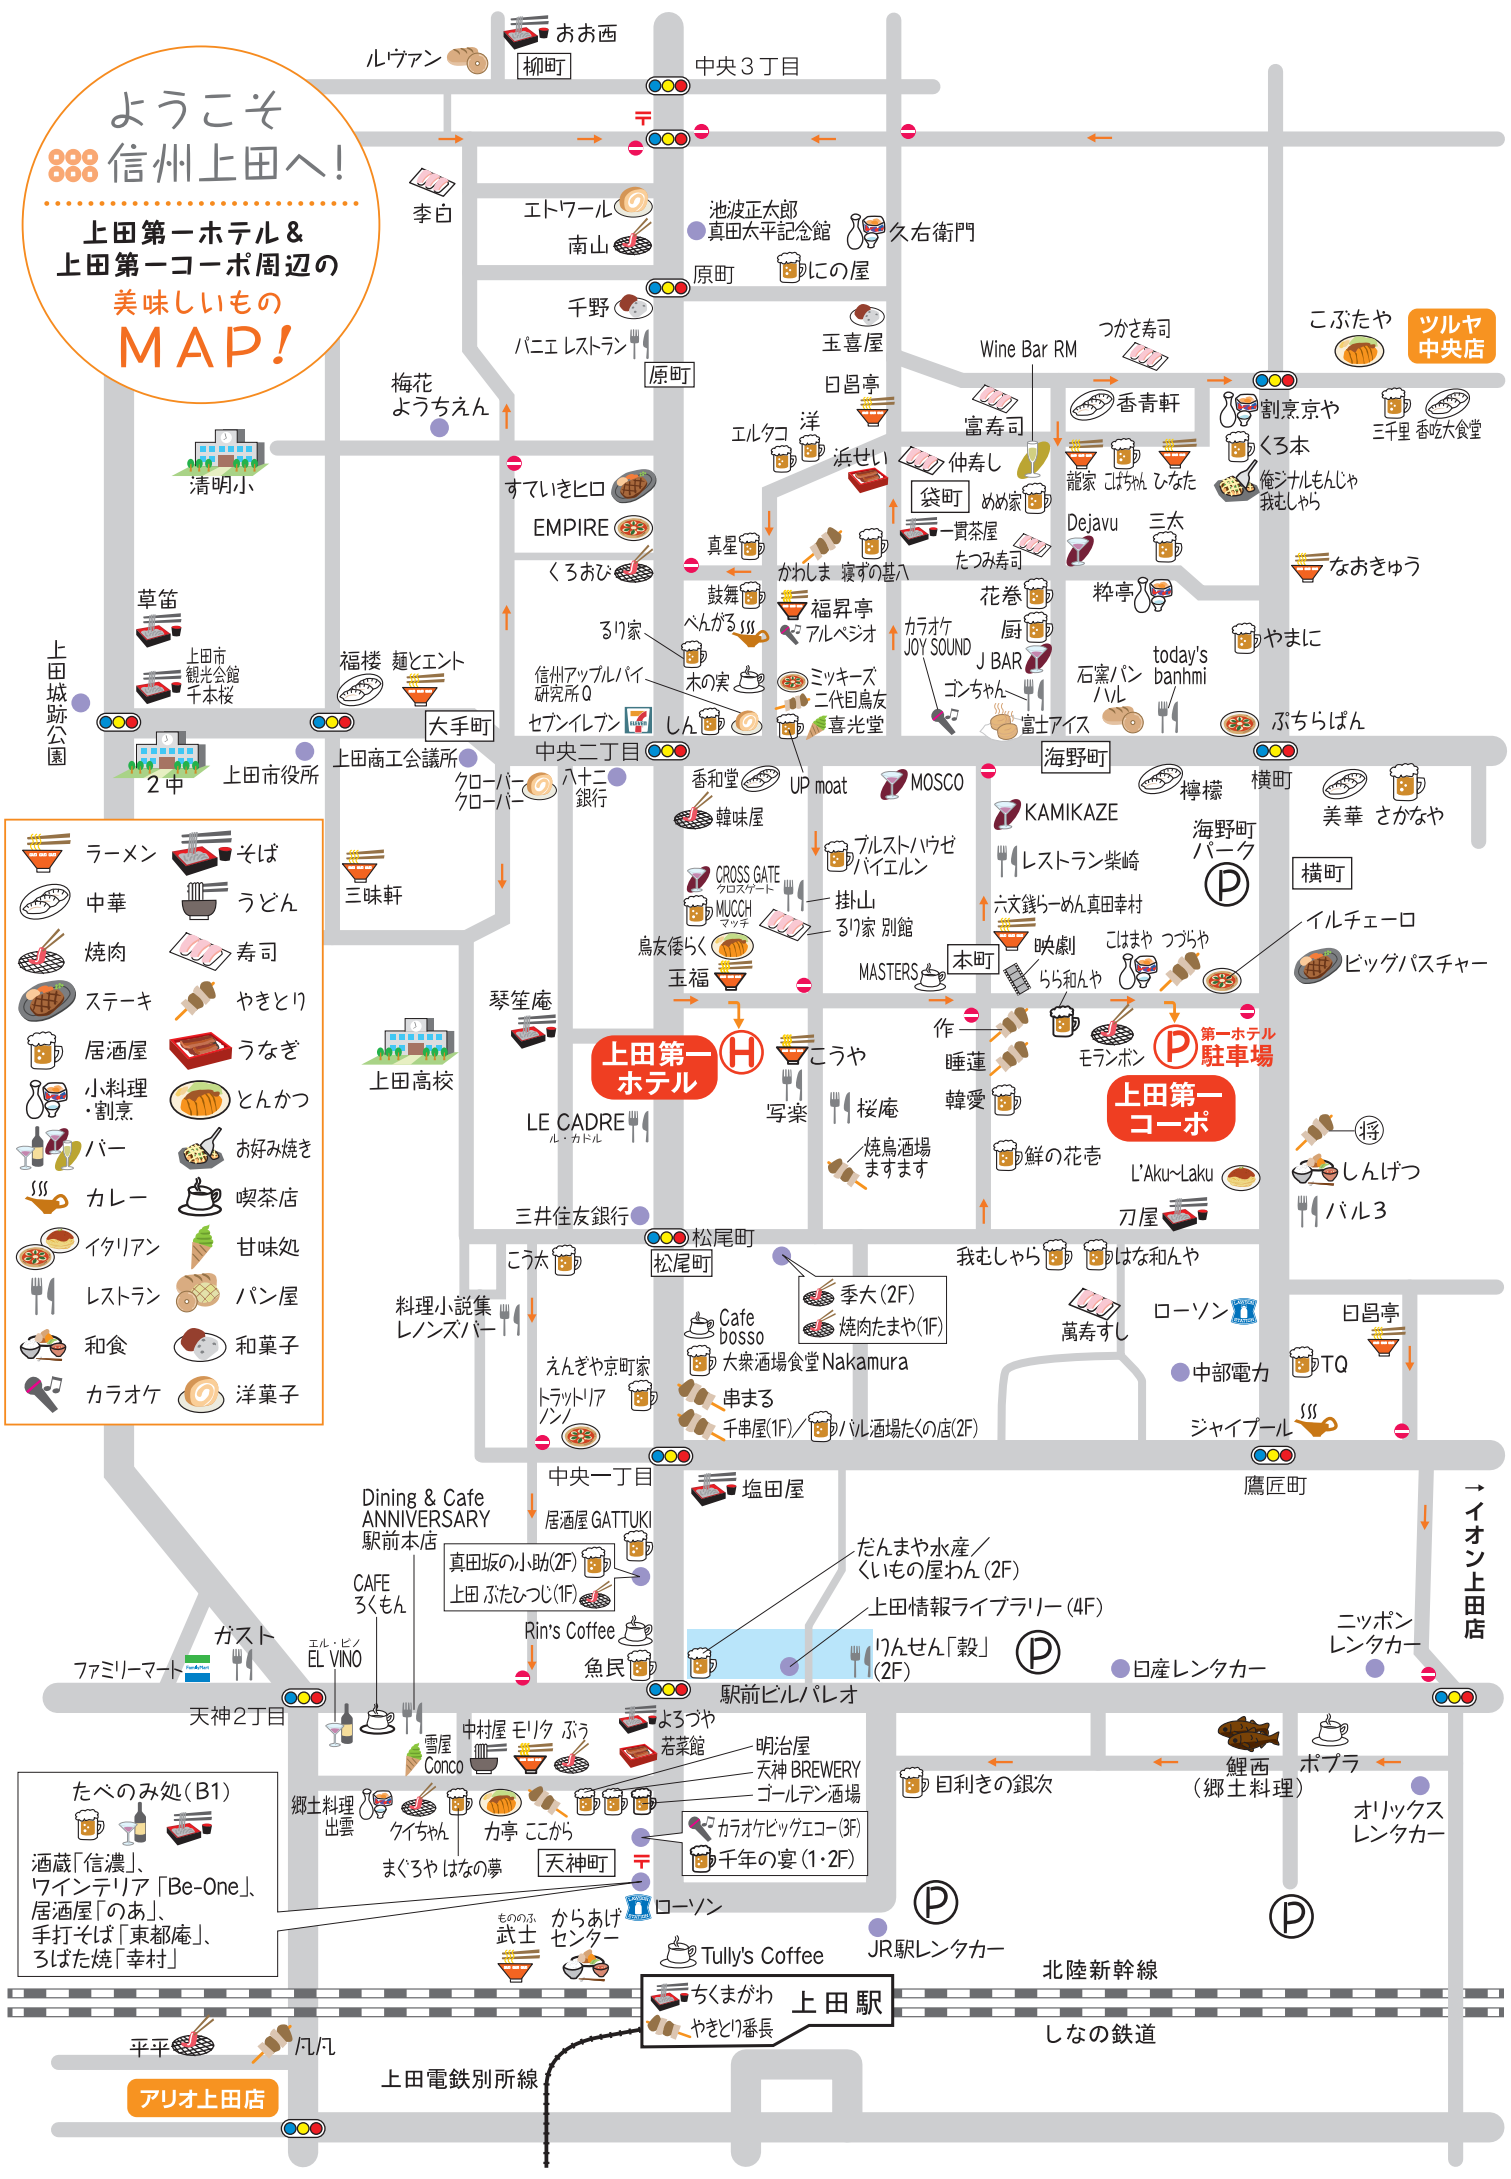 ようこそ
信州上田へ!
上田第一ホテル&
上田第一コーポ周辺の
美味しいもの
MAP!
ルヴァン
おお西
柳町
中央3丁目
李白
エトワール
南山
池波正太郎
真田太平記念館
久右衛門
にの屋
原町
千野
パニエ レストラン
原町
玉喜屋
日昌亭
Wine Bar RM
つかさ寿司
こぶたや
ツルヤ
中央店
梅花
ようちえん
清明小
富寿司
香青軒
割烹京や
三千里
香吃大食堂
エルタコ
洋
浜せい
仲寿し
袋町
めめ家
龍家
こばちゃん
ひなた
くろ本
俺ジナルもんじゃ
我むしゃら
すていきヒロ
EMPIRE
くろおび
真星
かわしま
寝ずの甚八
一貫茶屋
たつみ寿司
Dejavu
三太
なおきゅう
草笛
上田市
観光会館
千本桜
上田城跡公園
福楼
麺とエント
大手町
鼓舞
福昇亭
るり家
べんがる
アルペジオ
カラオケ
JOY SOUND
花巻
厨
J BAR
粋亭
やまに
信州アップルパイ
研究所Q
木の実
ミッキーズ
二代目鳥友
ゴンちゃん
石窯パン
ハル
today's
banhmi
セブンイレブン
しん
喜光堂
富士アイス
ぷちらぱん
2中
上田市役所
上田商工会議所
中央二丁目
海野町
横町
クローバー
クローバー
八十二
銀行
香和堂
UP moat
MOSCO
檸檬
美華
さかなや
韓味屋
KAMIKAZE
海野町
パーク
P
横町
ブルストハウゼ
バイエルン
レストラン柴崎
三味軒
CROSS GATE
クロスゲート
MUCCH
マッチ
掛山
るり家 別館
六文銭らーめん真田幸村
イルチェーロ
鳥友倭らく
玉福
MASTERS
本町
映劇
こはまや
つづらや
らら和んや
ビッグパスチャー
ラーメン
そば
中華
うどん
焼肉
寿司
ステーキ
やきとり
居酒屋
うなぎ
小料理
・割烹
とんかつ
バー
お好み焼き
カレー
喫茶店
イタリアン
甘味処
レストラン
パン屋
和食
和菓子
カラオケ
洋菓子
琴笙庵
上田高校
上田第一
ホテル
H
こうや
写楽
桜庵
作
睡蓮
韓愛
モランボン
P
第一ホテル
駐車場
上田第一
コーポ
LE CADRE
ル・カドル
焼鳥酒場
ますます
鮮の花壱
将
しんげつ
バル3
L'Aku~Laku
刀屋
三井住友銀行
松尾町
松尾町
こう太
我むしゃら
はな和んや
季大(2F)
焼肉たまや(1F)
料理小説集
レノンズバー
Cafe
bosso
萬寿すし
ローソン
日昌亭
大衆酒場食堂Nakamura
えんぎや京町家
トラットリア
ノンノ
串まる
千串屋(1F)/
バル酒場たくの店(2F)
中部電力
TQ
ジャイプール
中央一丁目
鷹匠町
塩田屋
Dining & Cafe
ANNIVERSARY
駅前本店
居酒屋 GATTUKI
真田坂の小助(2F)
上田 ぶたひつじ(1F)
だんまや水産/
くいもの屋わん(2F)
上田情報ライブラリー(4F)
→イオン上田店
CAFE
ろくもん
Rin's Coffee
魚民
りんせん「穀」
(2F)
P
ニッポン
レンタカー
日産レンタカー
ガスト
ファミリーマート
FamilyMart
エル・ビノ
EL VINO
駅前ビルパレオ
天神2丁目
雪屋
Conco
中村屋
モリタ
ぶぅ
よろづや
若菜館
明治屋
天神 BREWERY
ゴールデン酒場
鯉西
(郷土料理)
ポプラ
目利きの銀次
オリックス
レンタカー
たべのみ処(B1)
酒蔵「信濃」、
ワインテリア「Be-One」、
居酒屋「のあ」、
手打そば「東都庵」、
ろばた焼「幸村」
郷土料理
出雲
クイちゃん
力亭
ここから
まぐろや はなの夢
天神町
カラオケビッグエコー(3F)
千年の宴(1・2F)
ローソン
もののふ
武士
からあげ
センター
Tully's Coffee
P
JR駅レンタカー
P
北陸新幹線
ちくまがわ
やきとり番長
上田駅
しなの鉄道
平平
凡凡
アリオ上田店
上田電鉄別所線